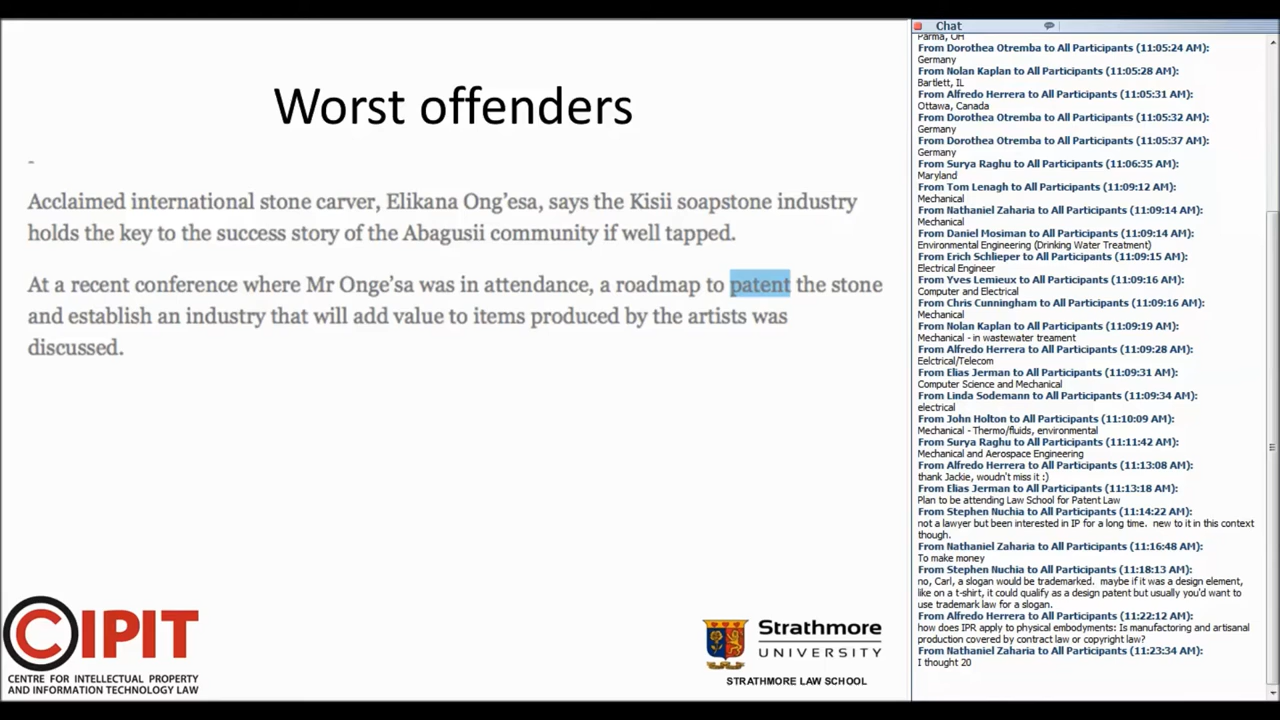 Worst offenders
-
Acclaimed international stone carver, Elikana Ong’esa, says the Kisii soapstone industry
holds the key to the success story of the Abagusii community if well tapped.
At a recent conference where Mr Onge’sa was in attendance, a roadmap to patent the stone
and establish an industry that will add value to items produced by the artists was
discussed.
CIPIT
CENTRE FOR INTELLECTUAL PROPERTY
AND INFORMATION TECHNOLOGY LAW
Strathmore
UNIVERSITY
STRATHMORE LAW SCHOOL
Chat
Parma, OH
From Dorothea Otremba to All Participants (11:05:24 AM):
Germany
From Nolan Kaplan to All Participants (11:05:28 AM):
Bartlett, IL
From Alfredo Herrera to All Participants (11:05:31 AM):
Ottawa, Canada
From Dorothea Otremba to All Participants (11:05:32 AM):
Germany
From Dorothea Otremba to All Participants (11:05:37 AM):
Germany
From Surya Raghu to All Participants (11:06:35 AM):
Maryland
From Tom Lenagh to All Participants (11:09:12 AM):
Mechanical
From Nathaniel Zaharia to All Participants (11:09:14 AM):
Mechanical
From Daniel Mosiman to All Participants (11:09:14 AM):
Environmental Engineering (Drinking Water Treatment)
From Erich Schlieper to All Participants (11:09:15 AM):
Electrical Engineer
From Yves Lemieux to All Participants (11:09:16 AM):
Computer and Electrical
From Chris Cunningham to All Participants (11:09:16 AM):
Mechanical
From Nolan Kaplan to All Participants (11:09:19 AM):
Mechanical - in wastewater treament
From Alfredo Herrera to All Participants (11:09:28 AM):
Eelctrical/Telecom
From Elias Jerman to All Participants (11:09:31 AM):
Computer Science and Mechanical
From Linda Sodemann to All Participants (11:09:34 AM):
electrical
From John Holton to All Participants (11:10:09 AM):
Mechanical - Thermo/fluids, environmental
From Surya Raghu to All Participants (11:11:42 AM):
Mechanical and Aerospace Engineering
From Alfredo Herrera to All Participants (11:13:08 AM):
thank Jackie, woudn't miss it :)
From Elias Jerman to All Participants (11:13:18 AM):
Plan to be attending Law School for Patent Law
From Stephen Nuchia to All Participants (11:14:22 AM):
not a lawyer but been interested in IP for a long time.  new to it in this context
though.
From Nathaniel Zaharia to All Participants (11:16:48 AM):
To make money
From Stephen Nuchia to All Participants (11:18:13 AM):
no, Carl, a slogan would be trademarked.  maybe if it was a design element,
like on a t-shirt, it could qualify as a design patent but usually you'd want to
use trademark law for a slogan.
From Alfredo Herrera to All Participants (11:22:12 AM):
how does IPR apply to physical embodyments: Is manufactoring and artisanal
production covered by contract law or copyright law?
From Nathaniel Zaharia to All Participants (11:23:34 AM):
I thought 20